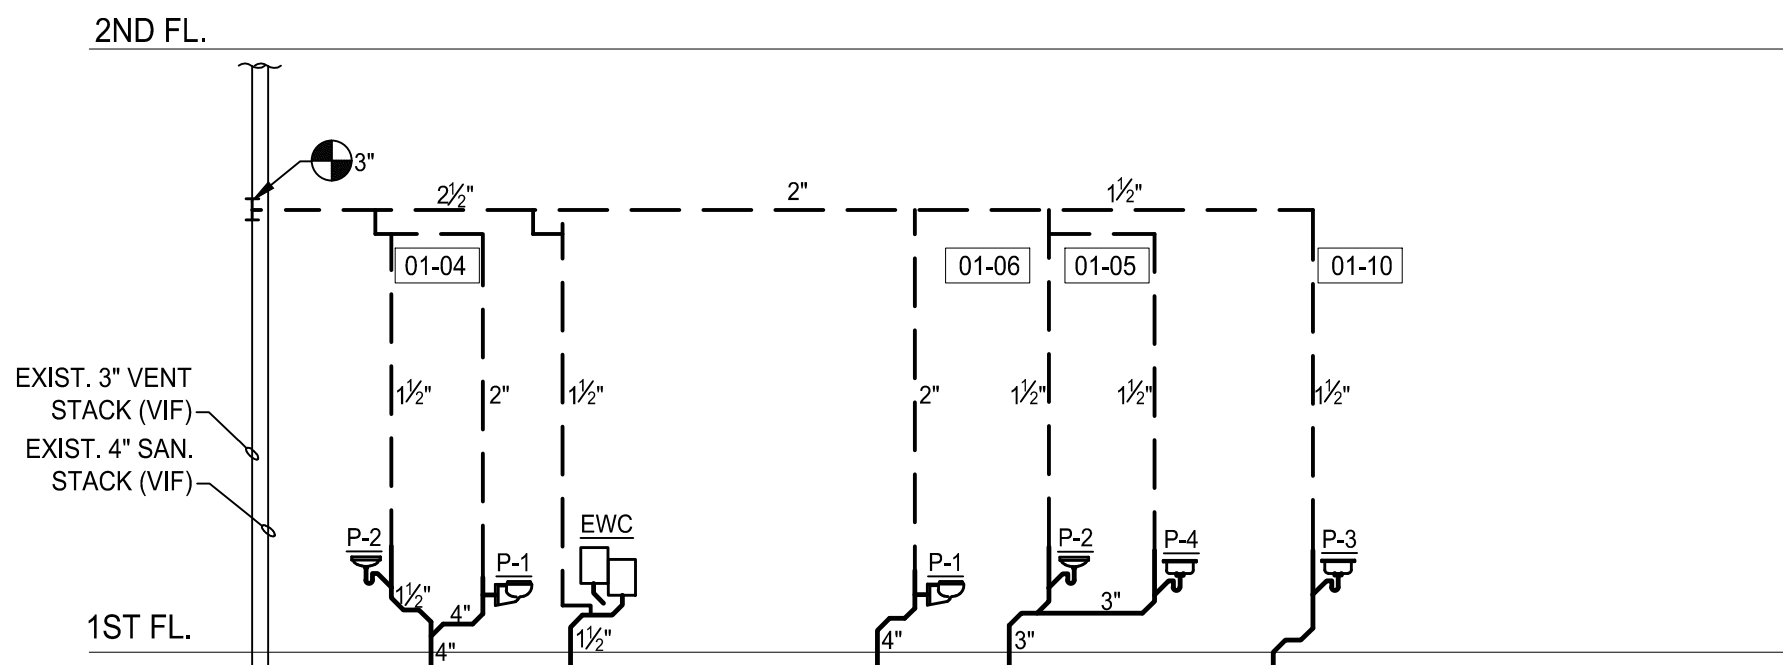 2ND FL.
3"
2½" 2" 1½"
01-04 01-06 01-05 01-10
EXIST. 3" VENT
STACK (VIF)
EXIST. 4" SAN.
STACK (VIF)
1½" 2" 1½" 2" 1½" 1½" 1½"
P-2 P-1 EWC P-1 P-2 P-4 P-3
1½" 4" 3"
1ST FL.
4" 1½" 4" 3"